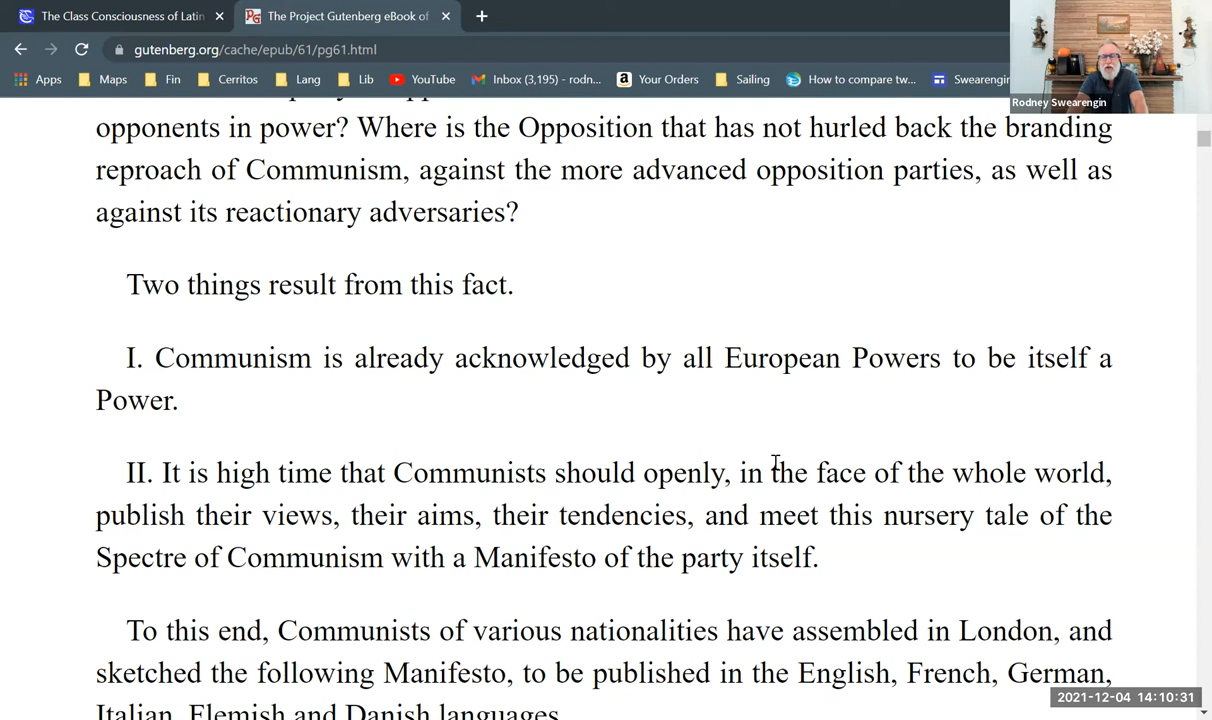 The Class Consciousness of Latin
The Project Gutenberg eBook of
gutenberg.org/cache/epub/61/pg61.html
Apps
Maps
Fin
Cerritos
Lang
Lib
YouTube
Inbox (3,195) - rodn...
Your Orders
Sailing
How to compare tw...
Swearengin
Rodney Swearengin
opponents in power? Where is the Opposition that has not hurled back the branding
reproach of Communism, against the more advanced opposition parties, as well as
against its reactionary adversaries?
Two things result from this fact.
I. Communism is already acknowledged by all European Powers to be itself a
Power.
II. It is high time that Communists should openly, in the face of the whole world,
publish their views, their aims, their tendencies, and meet this nursery tale of the
Spectre of Communism with a Manifesto of the party itself.
To this end, Communists of various nationalities have assembled in London, and
sketched the following Manifesto, to be published in the English, French, German,
Italian, Flemish and Danish languages.
2021-12-04 14:10:31